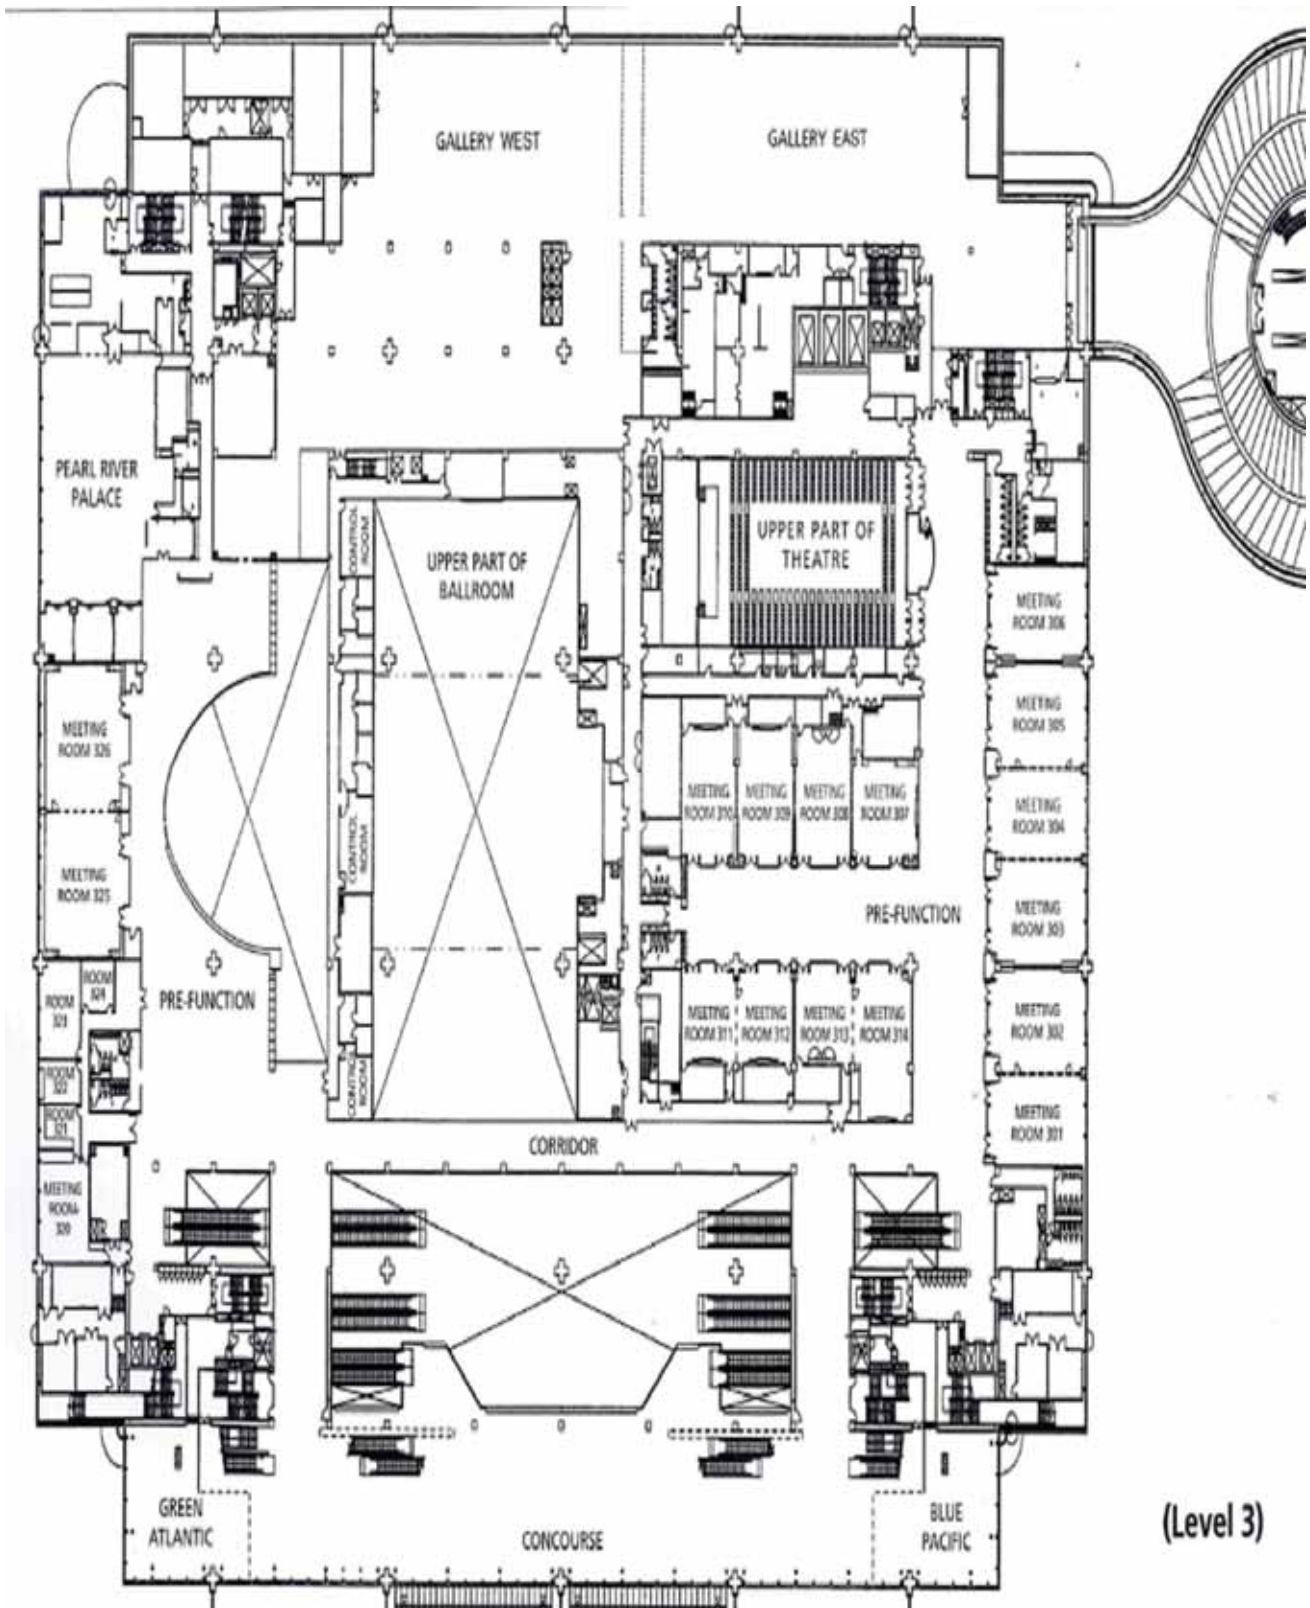 GALLERY WEST
GALLERY EAST
PEARL RIVER
PALACE
CONTROL
ROOM
UPPER PART OF
BALLROOM
UPPER PART OF
THEATRE
MEETING
ROOM 306
MEETING
ROOM 326
MEETING
ROOM 305
MEETING
ROOM 310
MEETING
ROOM 309
MEETING
ROOM 308
MEETING
ROOM 307
MEETING
ROOM 304
CONTROL
ROOM
MEETING
ROOM 325
MEETING
ROOM 303
PRE-FUNCTION
ROOM
324
ROOM
323
PRE-FUNCTION
MEETING
ROOM 311
MEETING
ROOM 312
MEETING
ROOM 313
MEETING
ROOM 314
MEETING
ROOM 302
ROOM
322
CONTROL
ROOM
ROOM
321
MEETING
ROOM 301
CORRIDOR
MEETING
ROOM
320
GREEN
ATLANTIC
CONCOURSE
BLUE
PACIFIC
(Level 3)